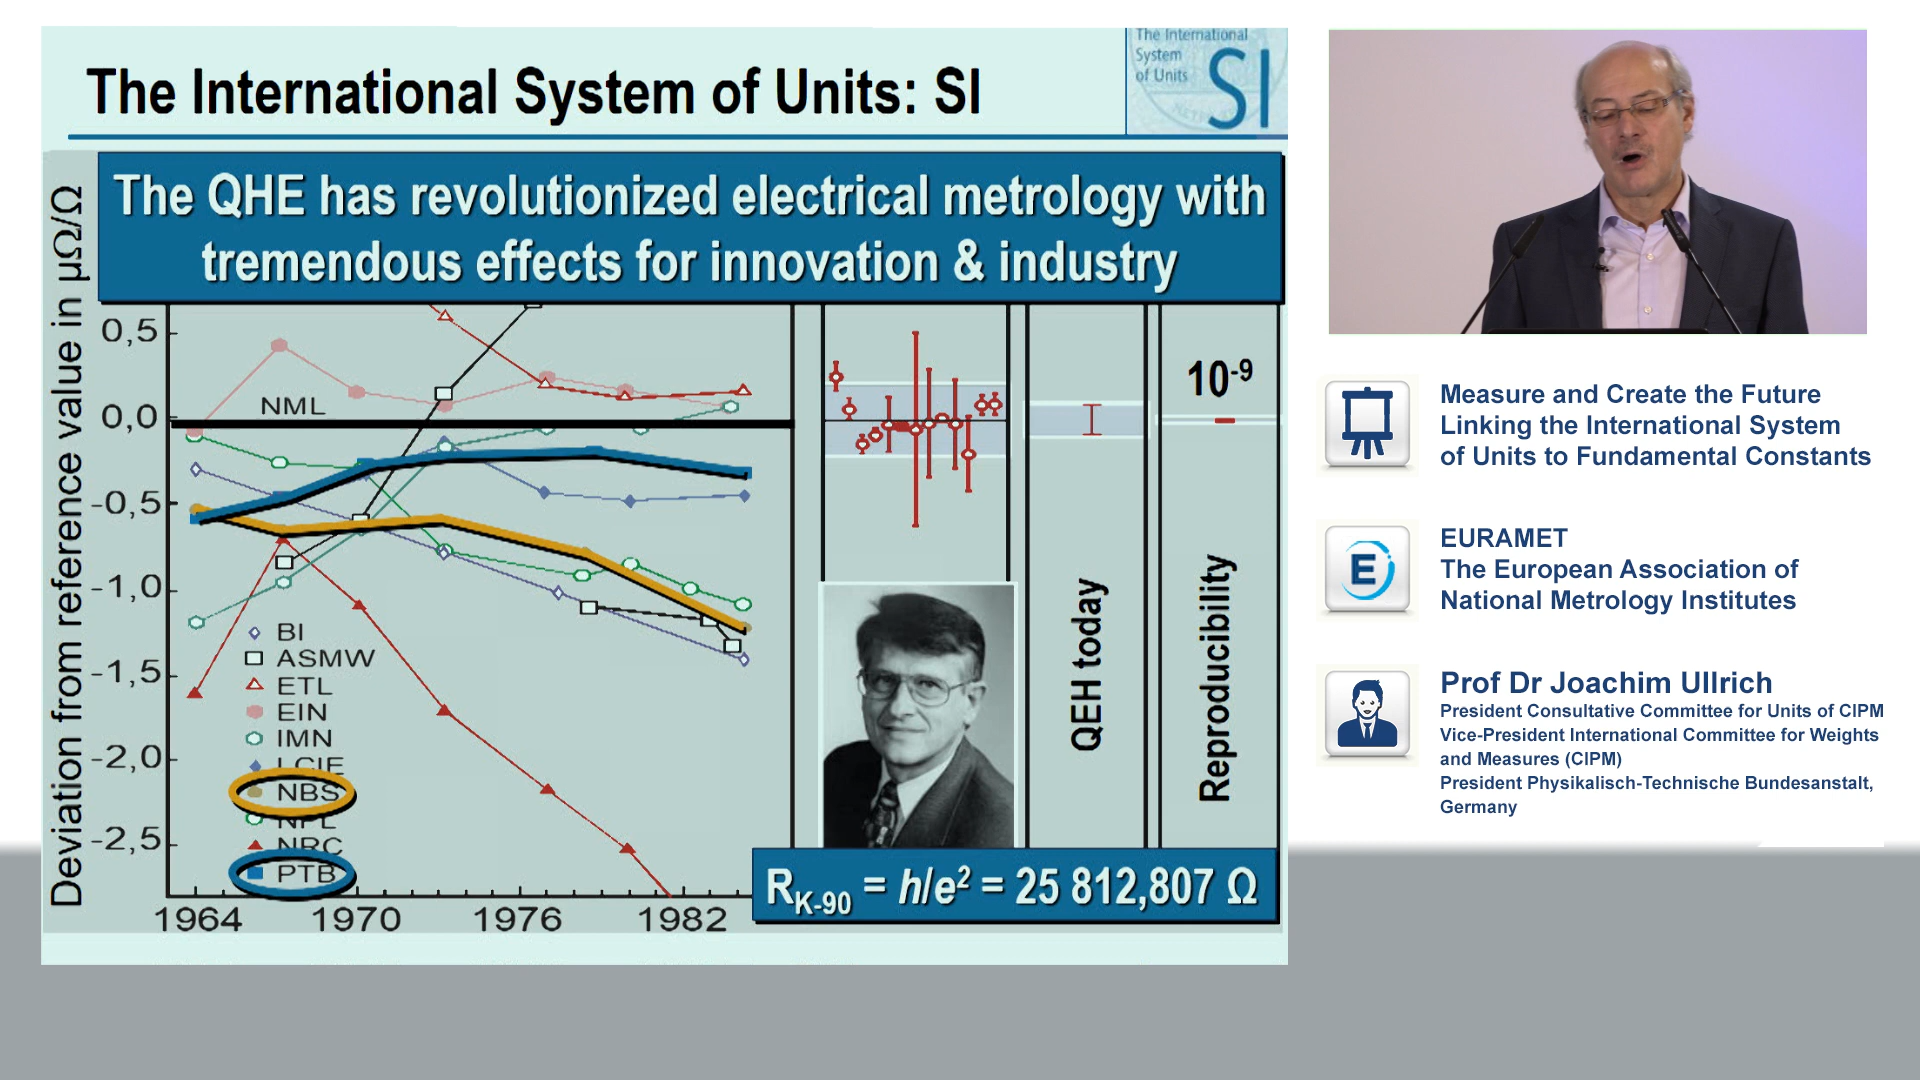 The International System of Units: SI
The International
System
of Units
SI
The QHE has revolutionized electrical metrology with
tremendous effects for innovation & industry
Deviation from reference value in µΩ/Ω
0,5
0,0
-0,5
-1,0
-1,5
-2,0
-2,5
NML
BI
ASMW
ETL
EIN
IMN
LCIE
NBS
NPL
NRC
PTB
1964
1970
1976
1982
QEH today
10-9
Reproducibility
RK-90 = h/e2 = 25 812,807 Ω
Measure and Create the Future
Linking the International System
of Units to Fundamental Constants
E
EURAMET
The European Association of
National Metrology Institutes
Prof Dr Joachim Ullrich
President Consultative Committee for Units of CIPM
Vice-President International Committee for Weights
and Measures (CIPM)
President Physikalisch-Technische Bundesanstalt,
Germany